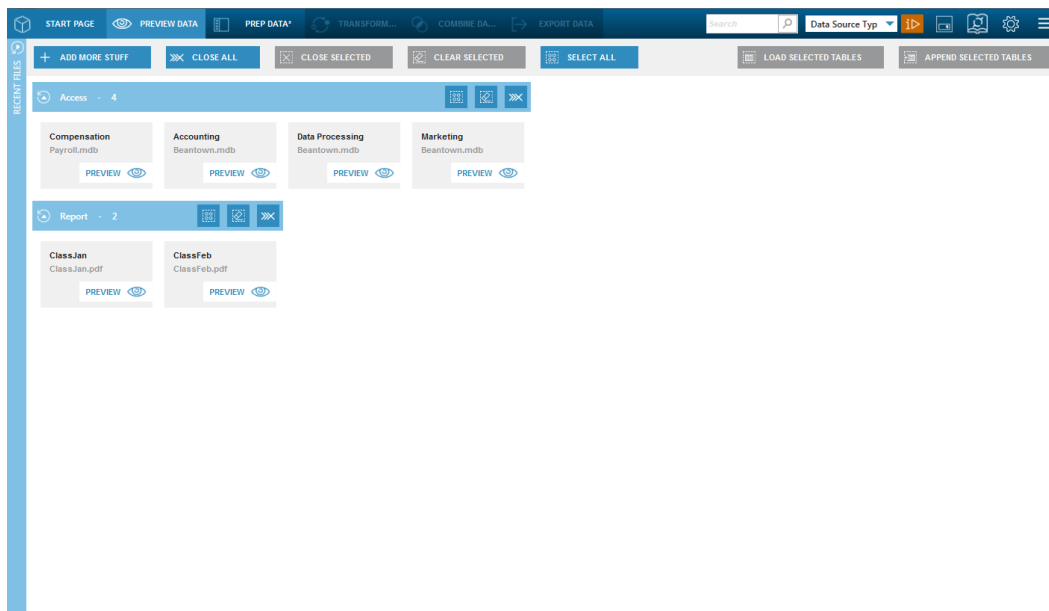 START PAGE PREVIEW DATA PREP DATA* TRANSFORM... COMBINE DA... EXPORT DATA Search Data Source Typ
RECENT FILES
ADD MORE STUFF CLOSE ALL CLOSE SELECTED CLEAR SELECTED SELECT ALL LOAD SELECTED TABLES APPEND SELECTED TABLES
Access - 4
Compensation Accounting Data Processing Marketing
Payroll.mdb Beantown.mdb Beantown.mdb Beantown.mdb
PREVIEW PREVIEW PREVIEW PREVIEW
Report - 2
ClassJan ClassFeb
ClassJan.pdf ClassFeb.pdf
PREVIEW PREVIEW